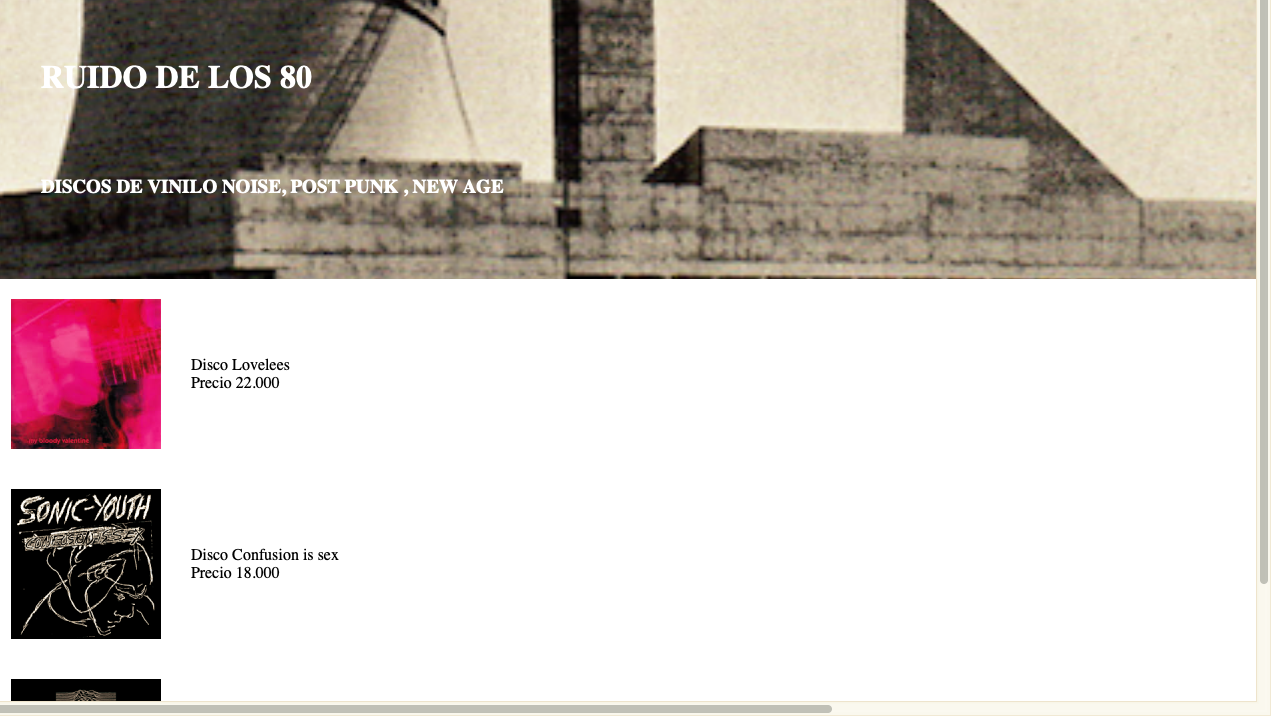 RUIDO DE LOS 80
DISCOS DE VINILO NOISE, POST PUNK , NEW AGE
my bloody valentine
Disco Lovelees
Precio 22.000
SONIC-YOUTH
CONFUSION IS SEX
Disco Confusion is sex
Precio 18.000